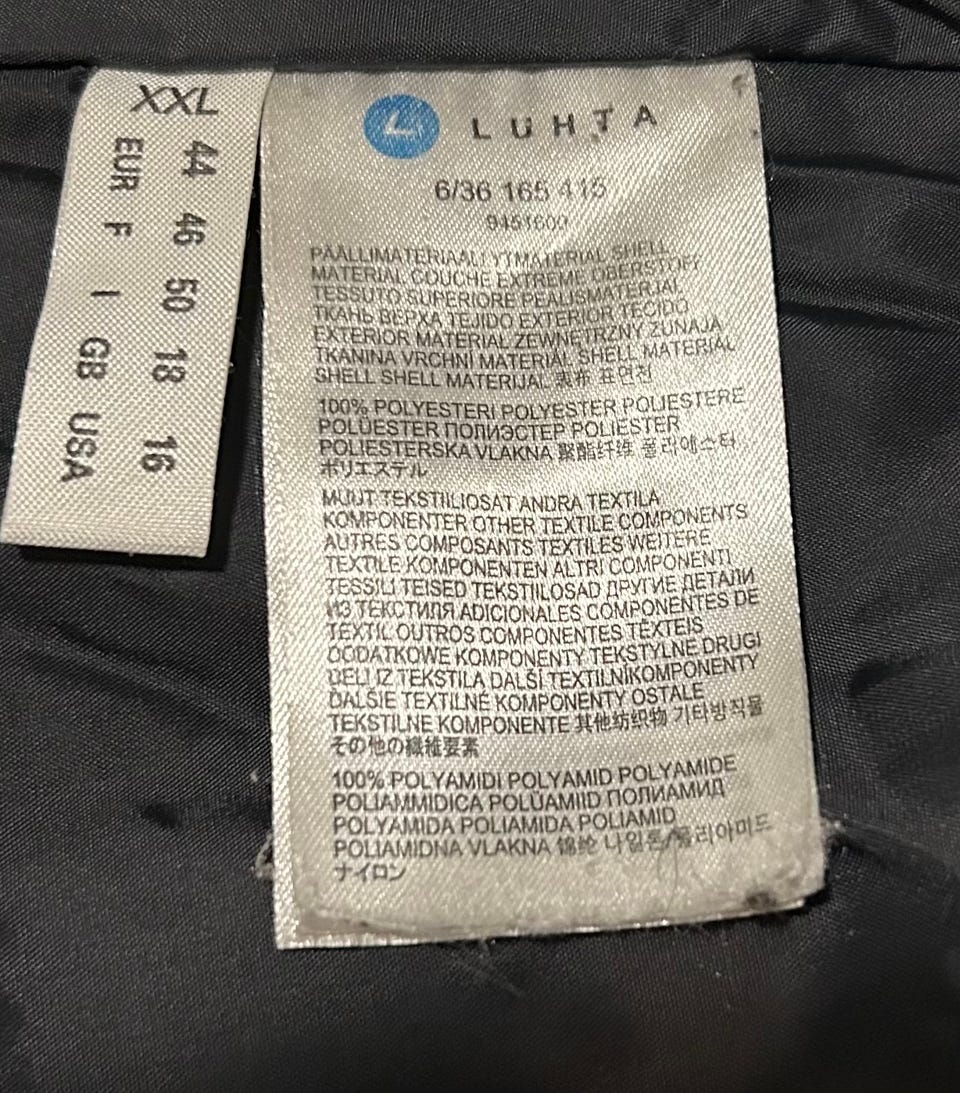 XXL
44 46 50 18 16
EUR F I GB USA
LUHTA
6/36 165 415
9451600
PÄÄLLIMATERIAALI YTMATERIAL SHELL
MATERIAL COUCHE EXTREME OBERSTOFF
TESSUTO SUPERIORE PEALISMATERJAL
ТКАНЬ ВЕРХА TEJIDO EXTERIOR TECIDO
EXTERIOR MATERIAŁ ZEWNĘTRZNY ZUNAJA
TKANINA VRCHNÍ MATERIÁL SHELL MATERIÁL
SHELL SHELL MATERIJAL 表布 표면천
100% POLYESTERI POLYESTER POLIESTERE
POLÜESTER ПОЛИЭСТЕР POLIESTER
POLIESTERSKA VLAKNA 聚酯纤维 폴리에스터
ポリエステル
MUUT TEKSTIILIOSAT ANDRA TEXTILA
KOMPONENTER OTHER TEXTILE COMPONENTS
AUTRES COMPOSANTS TEXTILES WEITERE
TEXTILE KOMPONENTEN ALTRI COMPONENTI
TESSILI TEISED TEKSTIILOSAD ДРУГИЕ ДЕТАЛИ
ИЗ ТЕКСТИЛЯ ADICIONALES COMPONENTES DE
TEXTIL OUTROS COMPONENTES TÊXTEIS
DODATKOWE KOMPONENTY TEKSTYLNE DRUGI
DELI IZ TEKSTILA DALŠÍ TEXTILNÍKOMPONENTY
ĎALŠIE TEXTILNÉ KOMPONENTY OSTALE
TEKSTILNE KOMPONENTE 其他纺织物 기타방직물
その他の繊維要素
100% POLYAMIDI POLYAMID POLYAMIDE
POLIAMMIDICA POLÜAMIID ПОЛИАМИД
POLYAMIDA POLIAMIDA POLIAMID
POLIAMIDNA VLAKNA 锦纶 나일론/폴리아미드
ナイロン